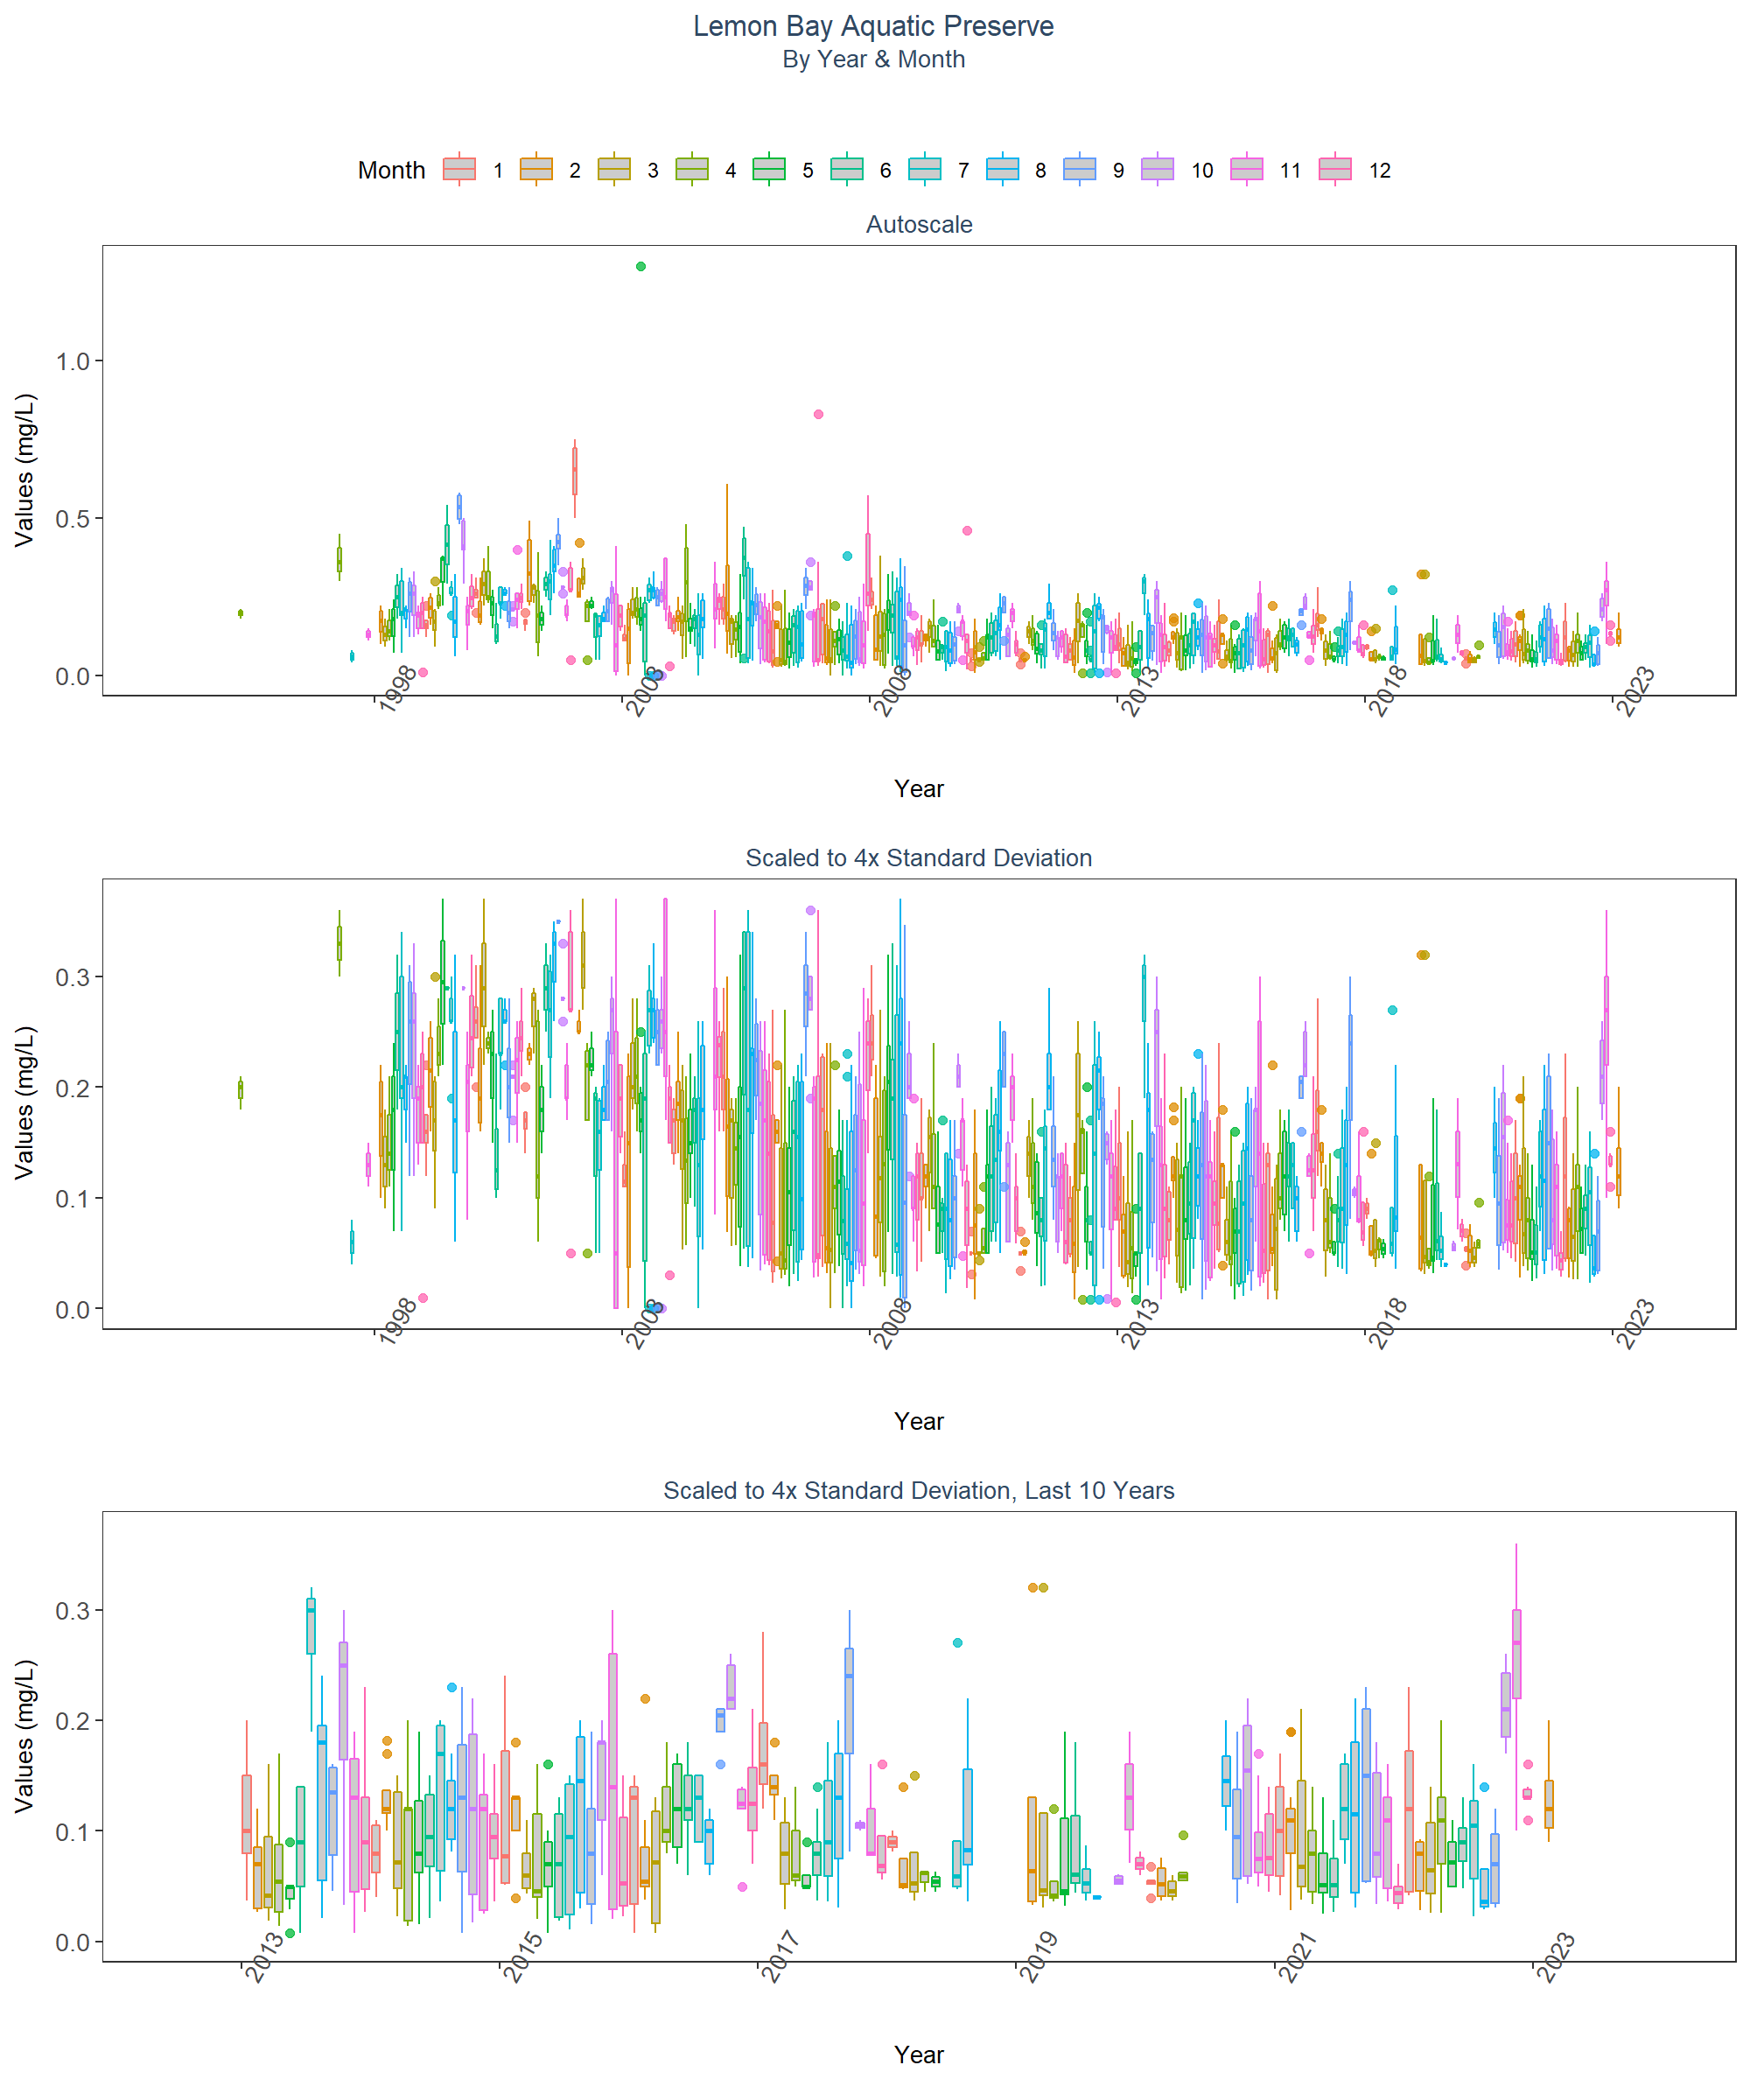 Lemon Bay Aquatic Preserve
By Year & Month
Month 1 2 3 4 5 6 7 8 9 10 11 12
Autoscale
Values (mg/L)
1.0
0.5
0.0
1998 2003 2008 2013 2018 2023
Year
Scaled to 4x Standard Deviation
Values (mg/L)
0.3
0.2
0.1
0.0
1998 2003 2008 2013 2018 2023
Year
Scaled to 4x Standard Deviation, Last 10 Years
Values (mg/L)
0.3
0.2
0.1
0.0
2013 2015 2017 2019 2021 2023
Year